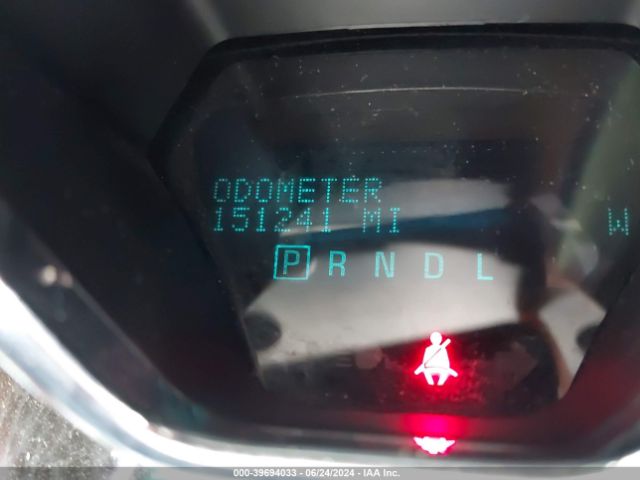 ODOMETER
151241 MI W
P R N D L
000-39694033 - 06/24/2024 - IAA Inc.